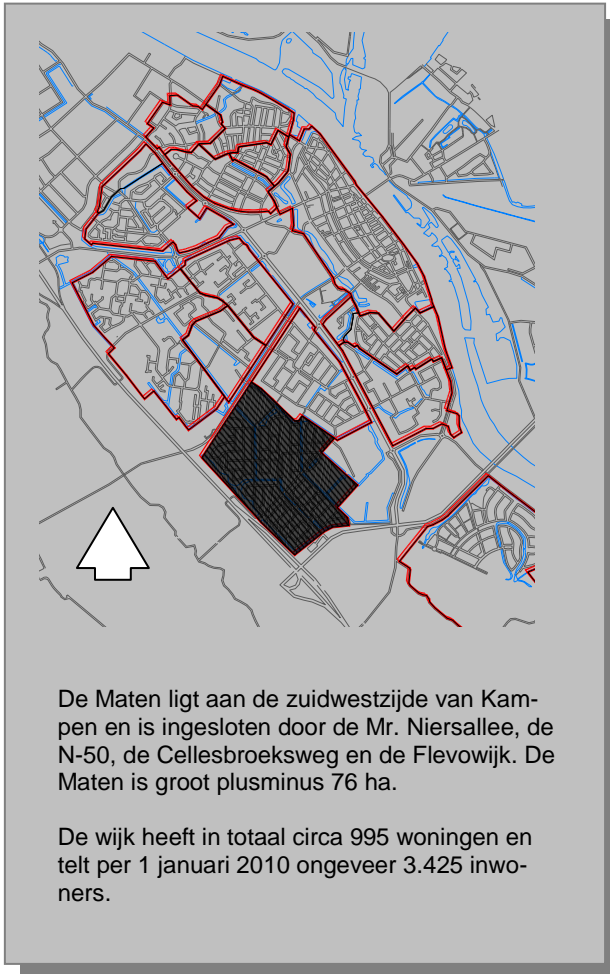 De Maten ligt aan de zuidwestzijde van Kam-
pen en is ingesloten door de Mr. Niersallee, de
N-50, de Cellesbroeksweg en de Flevowijk. De
Maten is groot plusminus 76 ha.
De wijk heeft in totaal circa 995 woningen en
telt per 1 januari 2010 ongeveer 3.425 inwo-
ners.